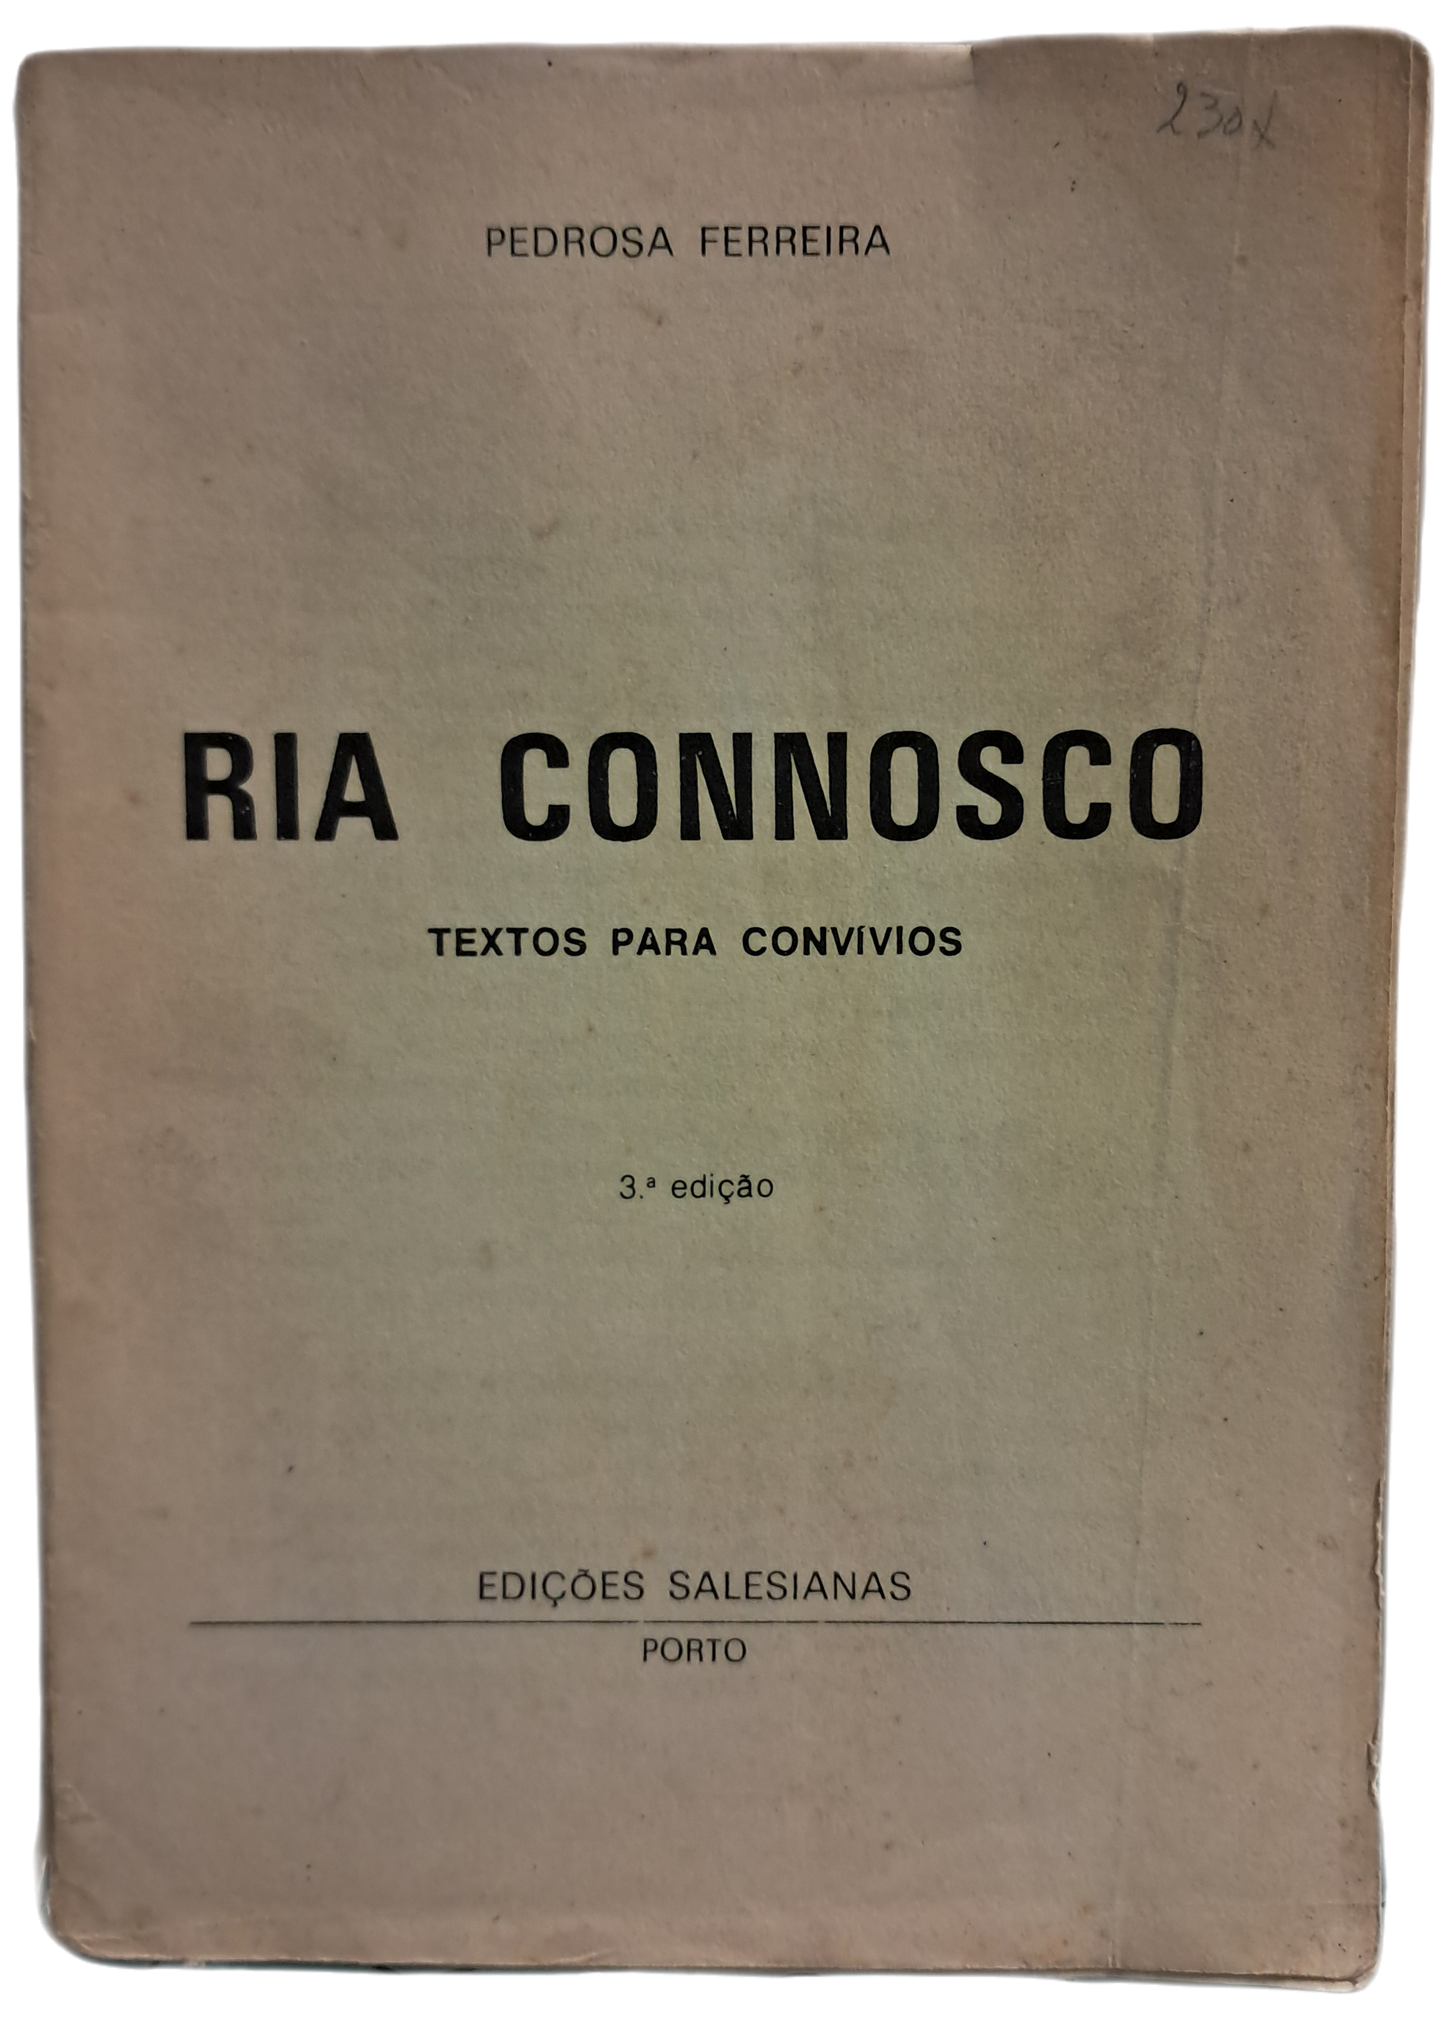 230x
PEDROSA FERREIRA
RIA CONNOSCO
TEXTOS PARA CONVÍVIOS
3.ª edição
EDIÇÕES SALESIANAS
PORTO